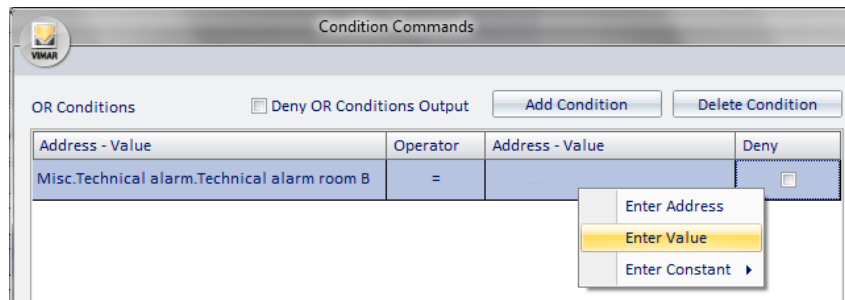 Condition Commands
VIMAR
OR Conditions Deny OR Conditions Output Add Condition Delete Condition
Address - Value Operator Address - Value Deny
Misc.Technical alarm.Technical alarm room B =
Enter Address
Enter Value
Enter Constant